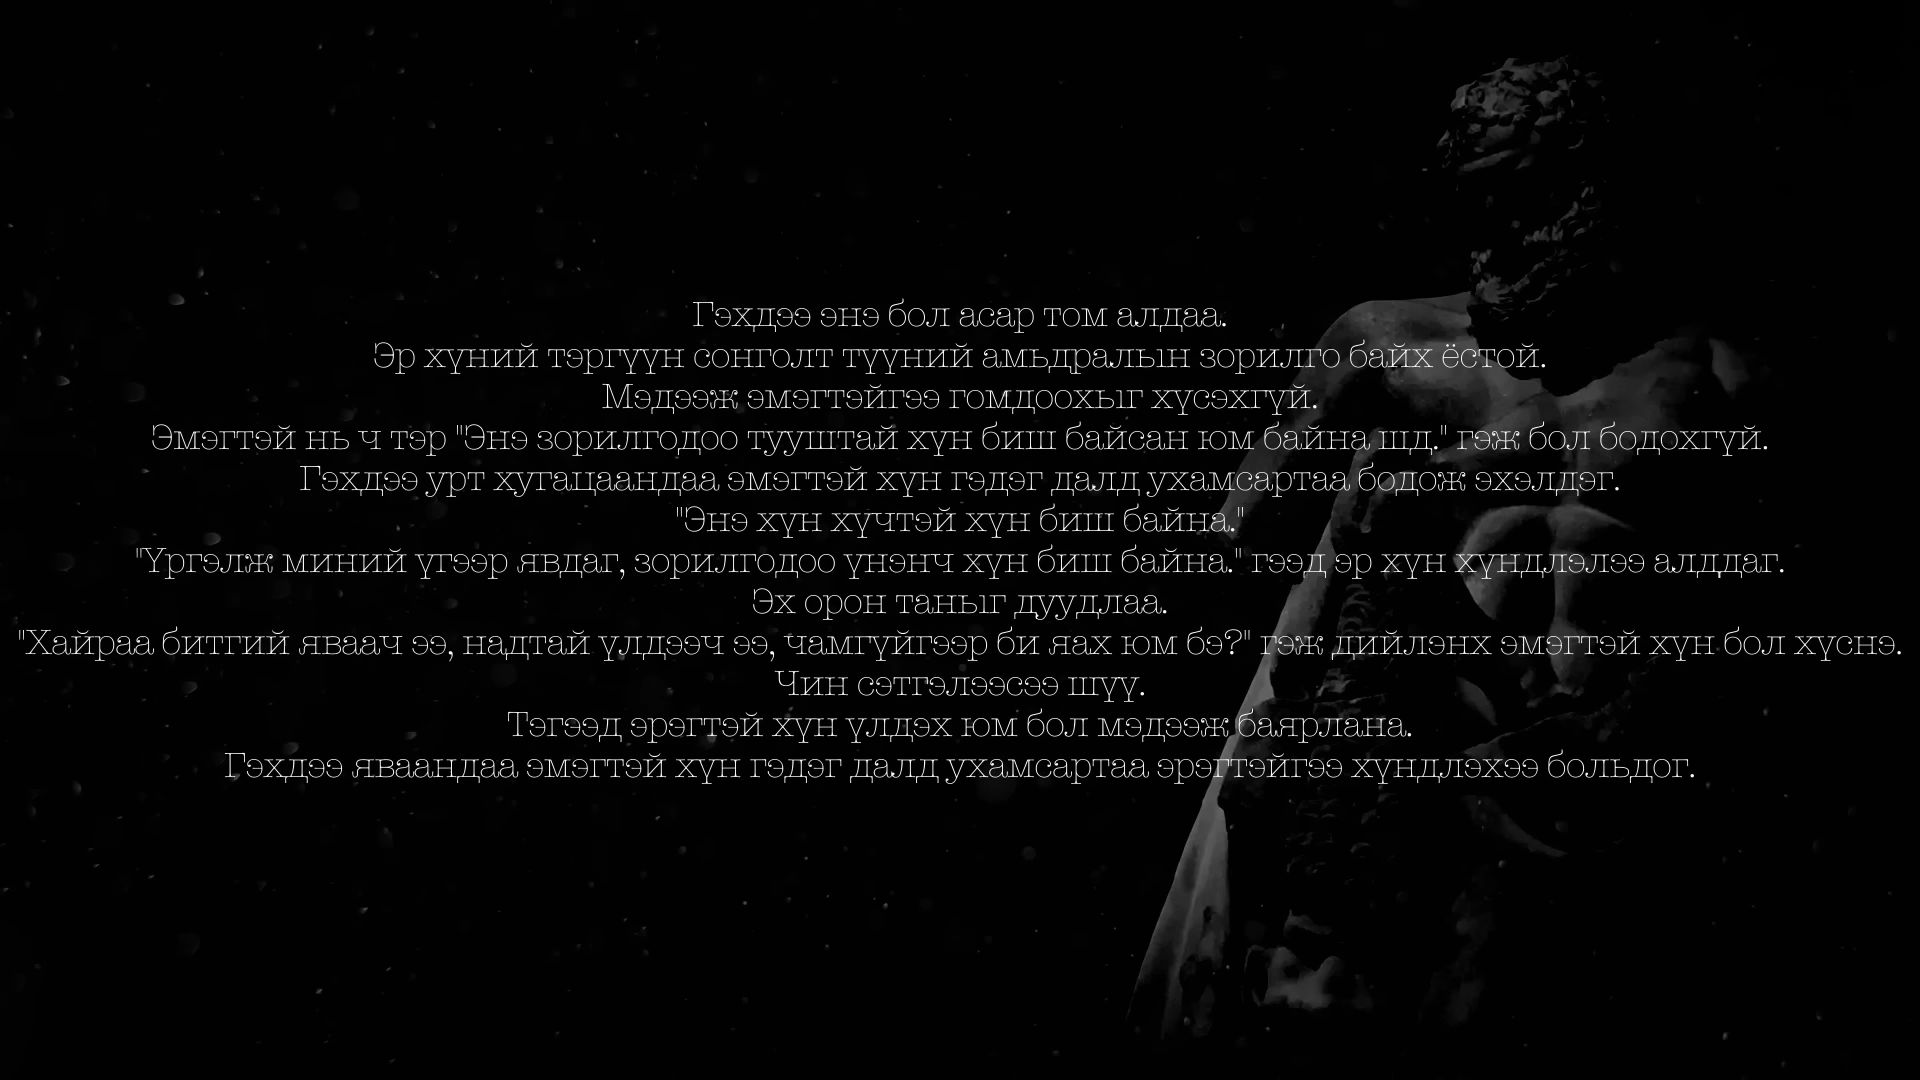 Гэхдээ энэ бол асар том алдаа.
Эр хүний тэргүүн сонголт түүний амьдралын зорилго байх ёстой.
Мэдээж эмэгтэйгээ гомдоохыг хүсэхгүй.
Эмэгтэй нь ч тэр "Энэ зорилгодоо тууштай хүн биш байсан юм байна шд." гэж бол бодохгүй.
Гэхдээ урт хугацаандаа эмэгтэй хүн гэдэг далд ухамсартаа бодож эхэлдэг.
"Энэ хүн хүчтэй хүн биш байна."
"Үргэлж миний үгээр явдаг, зорилгодоо үнэнч хүн биш байна." гээд эр хүн хүндлэлээ алддаг.
Эх орон таныг дуудлаа.
"Хайраа битгий яваач ээ, надтай үлдээч ээ, чамгүйгээр би яах юм бэ?" гэж дийлэнх эмэгтэй хүн бол хүснэ.
Чин сэтгэлээсээ шүү.
Тэгээд эрэгтэй хүн үлдэх юм бол мэдээж баярлана.
Гэхдээ яваандаа эмэгтэй хүн гэдэг далд ухамсартаа эрэгтэйгээ хүндлэхээ больдог.